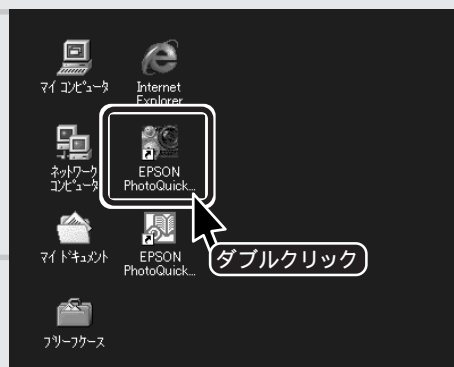 マイ コンピュータ
Internet
Explorer
ネットワーク
コンピュータ
EPSON
PhotoQuick...
マイ ドキュメント
EPSON
PhotoQuick...
ダブルクリック
ブリーフケース